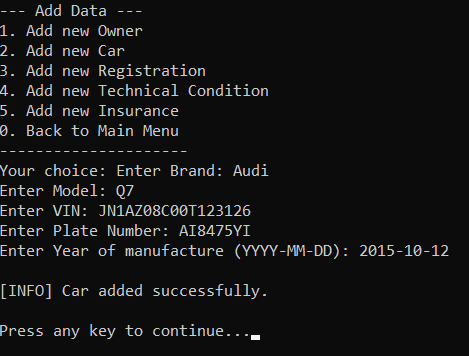 --- Add Data ---
1. Add new Owner
2. Add new Car
3. Add new Registration
4. Add new Technical Condition
5. Add new Insurance
0. Back to Main Menu
---------------------
Your choice: Enter Brand: Audi
Enter Model: Q7
Enter VIN: JN1AZ08C00T123126
Enter Plate Number: AI8475YI
Enter Year of manufacture (YYYY-MM-DD): 2015-10-12
[INFO] Car added successfully.
Press any key to continue...